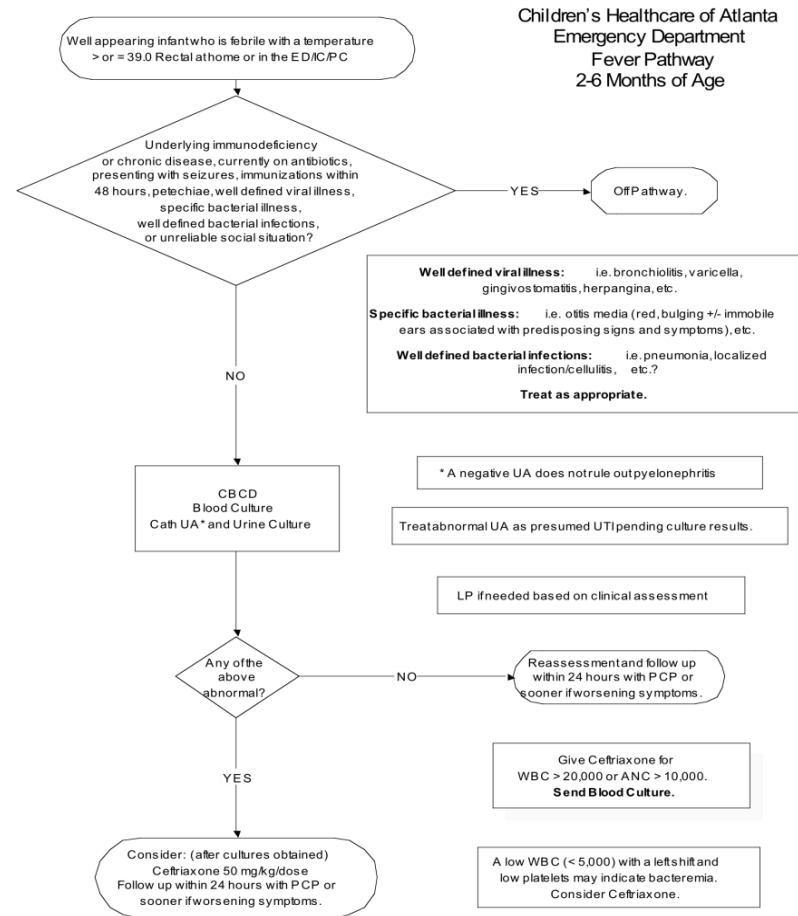 Children's Healthcare of Atlanta
Emergency Department
Fever Pathway
2-6 Months of Age
Well appearing infant who is febrile with a temperature
> or = 39.0 Rectal at home or in the ED/IC/PC
Underlying immunodeficiency
or chronic disease, currently on antibiotics,
presenting with seizures, immunizations within
48 hours, petechiae, well defined viral illness,
specific bacterial illness,
well defined bacterial infections,
or unreliable social situation?
YES
Off Pathway.
Well defined viral illness: i.e. bronchiolitis, varicella,
gingivostomatitis, herpangina, etc.
Specific bacterial illness: i.e. otitis media (red, bulging +/- immobile
ears associated with predisposing signs and symptoms), etc.
Well defined bacterial infections: i.e. pneumonia, localized
infection/cellulitis, etc.?
Treat as appropriate.
NO
CBCD
Blood Culture
Cath UA* and Urine Culture
* A negative UA does not rule out pyelonephritis
Treat abnormal UA as presumed UTI pending culture results.
LP if needed based on clinical assessment
Any of the
above
abnormal?
NO
Reassessment and follow up
within 24 hours with PCP or
sooner if worsening symptoms.
YES
Give Ceftriaxone for
WBC > 20,000 or ANC > 10,000.
Send Blood Culture.
Consider: (after cultures obtained)
Ceftriaxone 50 mg/kg/dose
Follow up within 24 hours with PCP or
sooner if worsening symptoms.
A low WBC (< 5,000) with a left shift and
low platelets may indicate bacteremia.
Consider Ceftriaxone.